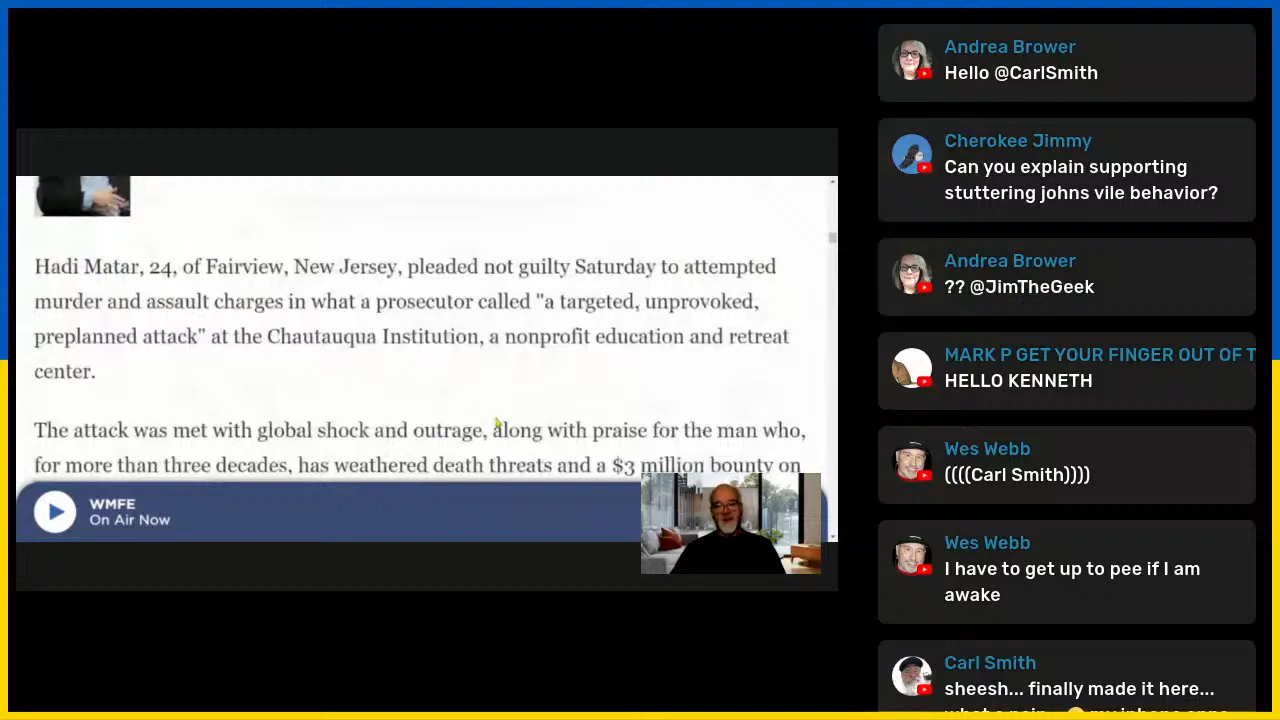 Hadi Matar, 24, of Fairview, New Jersey, pleaded not guilty Saturday to attempted
murder and assault charges in what a prosecutor called "a targeted, unprovoked,
preplanned attack" at the Chautauqua Institution, a nonprofit education and retreat
center.
The attack was met with global shock and outrage, along with praise for the man who,
for more than three decades, has weathered death threats and a $3 million bounty on
WMFE
On Air Now
Andrea Brower
Hello @CarlSmith
Cherokee Jimmy
Can you explain supporting
stuttering johns vile behavior?
Andrea Brower
?? @JimTheGeek
MARK P GET YOUR FINGER OUT OF T
HELLO KENNETH
Wes Webb
((((Carl Smith))))
Wes Webb
I have to get up to pee if I am
awake
Carl Smith
sheesh... finally made it here...
what a pain
my iphone apps